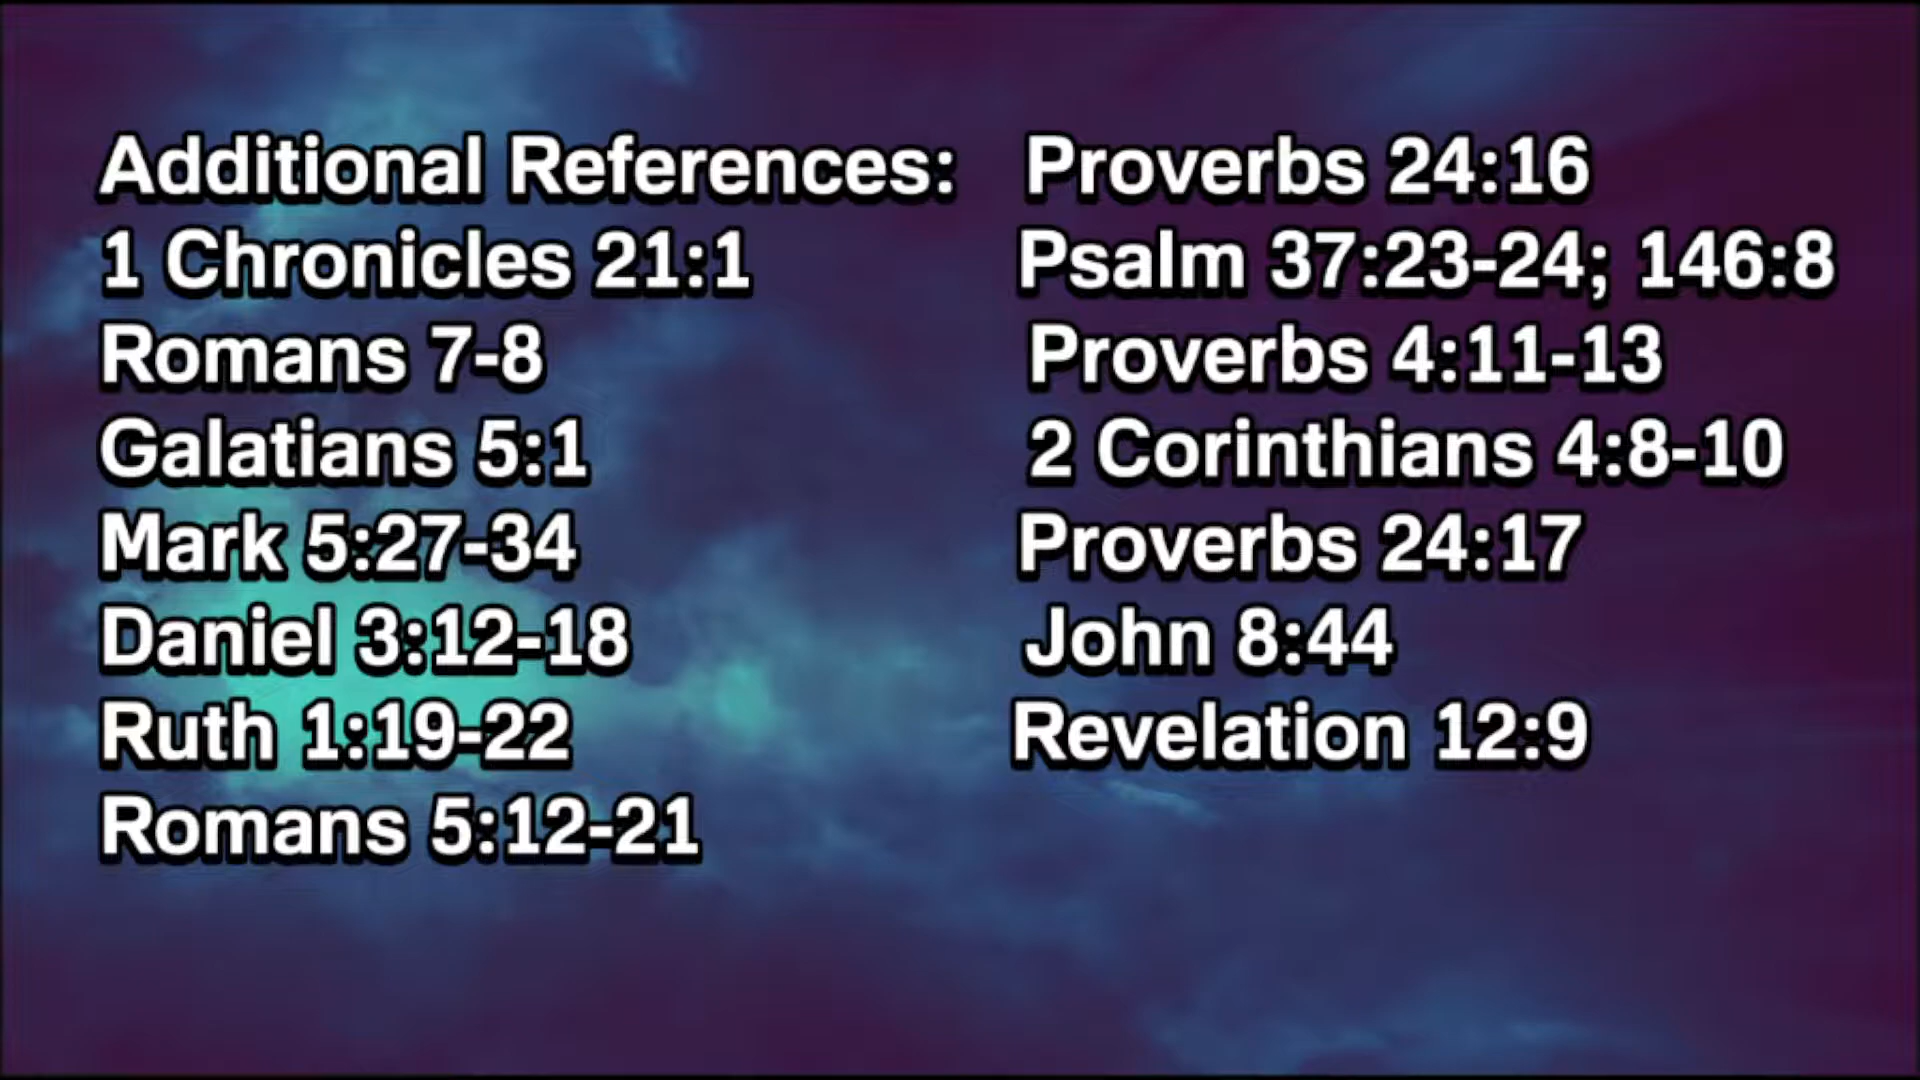 Additional References:
1 Chronicles 21:1
Romans 7-8
Galatians 5:1
Mark 5:27-34
Daniel 3:12-18
Ruth 1:19-22
Romans 5:12-21
Proverbs 24:16
Psalm 37:23-24; 146:8
Proverbs 4:11-13
2 Corinthians 4:8-10
Proverbs 24:17
John 8:44
Revelation 12:9